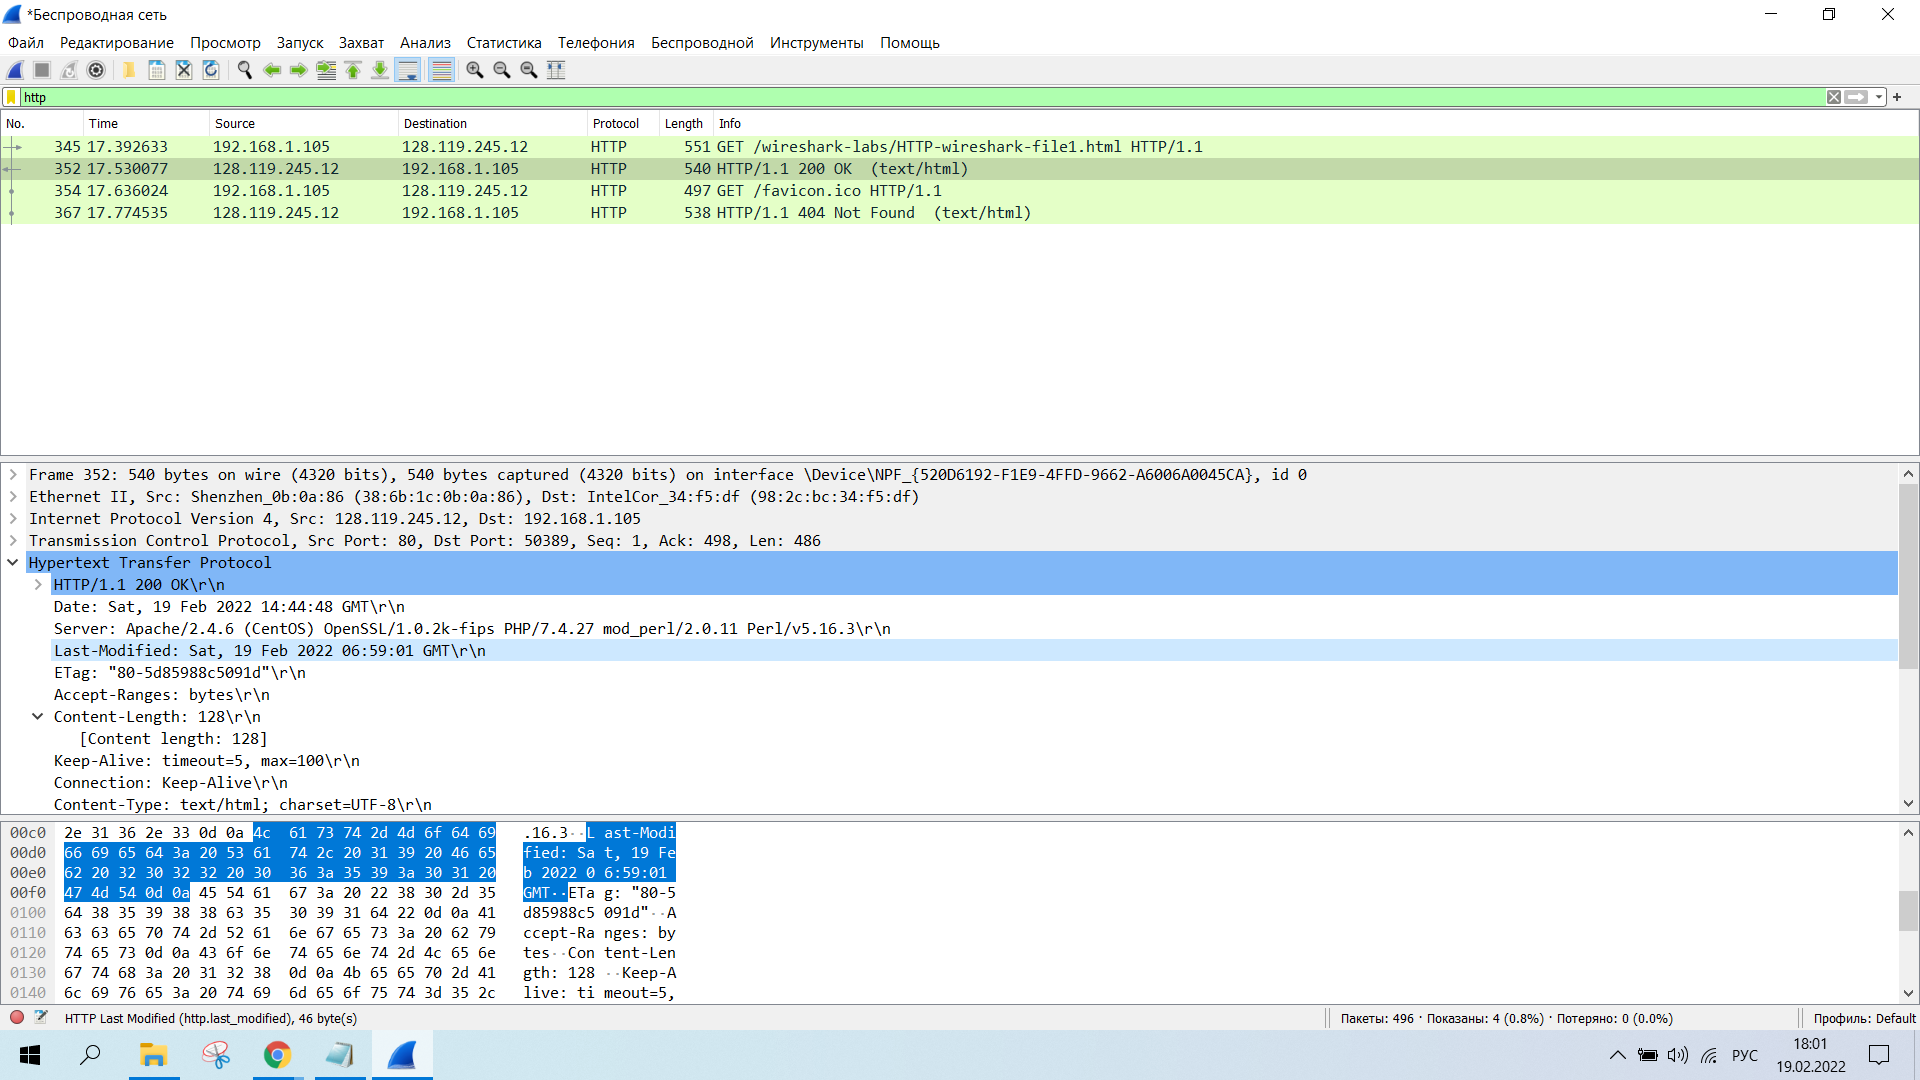 *Беспроводная сеть
Файл Редактирование Просмотр Запуск Захват Анализ Статистика Телефония Беспроводной Инструменты Помощь
http
No. Time Source Destination Protocol Length Info
345 17.392633 192.168.1.105 128.119.245.12 HTTP 551 GET /wireshark-labs/HTTP-wireshark-file1.html HTTP/1.1
352 17.530077 128.119.245.12 192.168.1.105 HTTP 540 HTTP/1.1 200 OK (text/html)
354 17.636024 192.168.1.105 128.119.245.12 HTTP 497 GET /favicon.ico HTTP/1.1
367 17.774535 128.119.245.12 192.168.1.105 HTTP 538 HTTP/1.1 404 Not Found (text/html)
Frame 352: 540 bytes on wire (4320 bits), 540 bytes captured (4320 bits) on interface \Device\NPF_{520D6192-F1E9-4FFD-9662-A6006A0045CA}, id 0
Ethernet II, Src: Shenzhen_0b:0a:86 (38:6b:1c:0b:0a:86), Dst: IntelCor_34:f5:df (98:2c:bc:34:f5:df)
Internet Protocol Version 4, Src: 128.119.245.12, Dst: 192.168.1.105
Transmission Control Protocol, Src Port: 80, Dst Port: 50389, Seq: 1, Ack: 498, Len: 486
Hypertext Transfer Protocol
HTTP/1.1 200 OK\r\n
Date: Sat, 19 Feb 2022 14:44:48 GMT\r\n
Server: Apache/2.4.6 (CentOS) OpenSSL/1.0.2k-fips PHP/7.4.27 mod_perl/2.0.11 Perl/v5.16.3\r\n
Last-Modified: Sat, 19 Feb 2022 06:59:01 GMT\r\n
ETag: "80-5d85988c5091d"\r\n
Accept-Ranges: bytes\r\n
Content-Length: 128\r\n
[Content length: 128]
Keep-Alive: timeout=5, max=100\r\n
Connection: Keep-Alive\r\n
Content-Type: text/html; charset=UTF-8\r\n
00c0 2e 31 36 2e 33 0d 0a 4c 61 73 74 2d 4d 6f 64 69 .16.3··L ast-Modi
00d0 66 69 65 64 3a 20 53 61 74 2c 20 31 39 20 46 65 fied: Sa t, 19 Fe
00e0 62 20 32 30 32 32 20 30 36 3a 35 39 3a 30 31 20 b 2022 0 6:59:01
00f0 47 4d 54 0d 0a 45 54 61 67 3a 20 22 38 30 2d 35 GMT··ETa g: "80-5
0100 64 38 35 39 38 38 63 35 30 39 31 64 22 0d 0a 41 d85988c5 091d"··A
0110 63 63 65 70 74 2d 52 61 6e 67 65 73 3a 20 62 79 ccept-Ra nges: by
0120 74 65 73 0d 0a 43 6f 6e 74 65 6e 74 2d 4c 65 6e tes··Con tent-Len
0130 67 74 68 3a 20 31 32 38 0d 0a 4b 65 65 70 2d 41 gth: 128 ··Keep-A
0140 6c 69 76 65 3a 20 74 69 6d 65 6f 75 74 3d 35 2c live: ti meout=5,
HTTP Last Modified (http.last_modified), 46 byte(s) Пакеты: 496 · Показаны: 4 (0.8%) · Потеряно: 0 (0.0%) Профиль: Default
РУС 18:01
19.02.2022